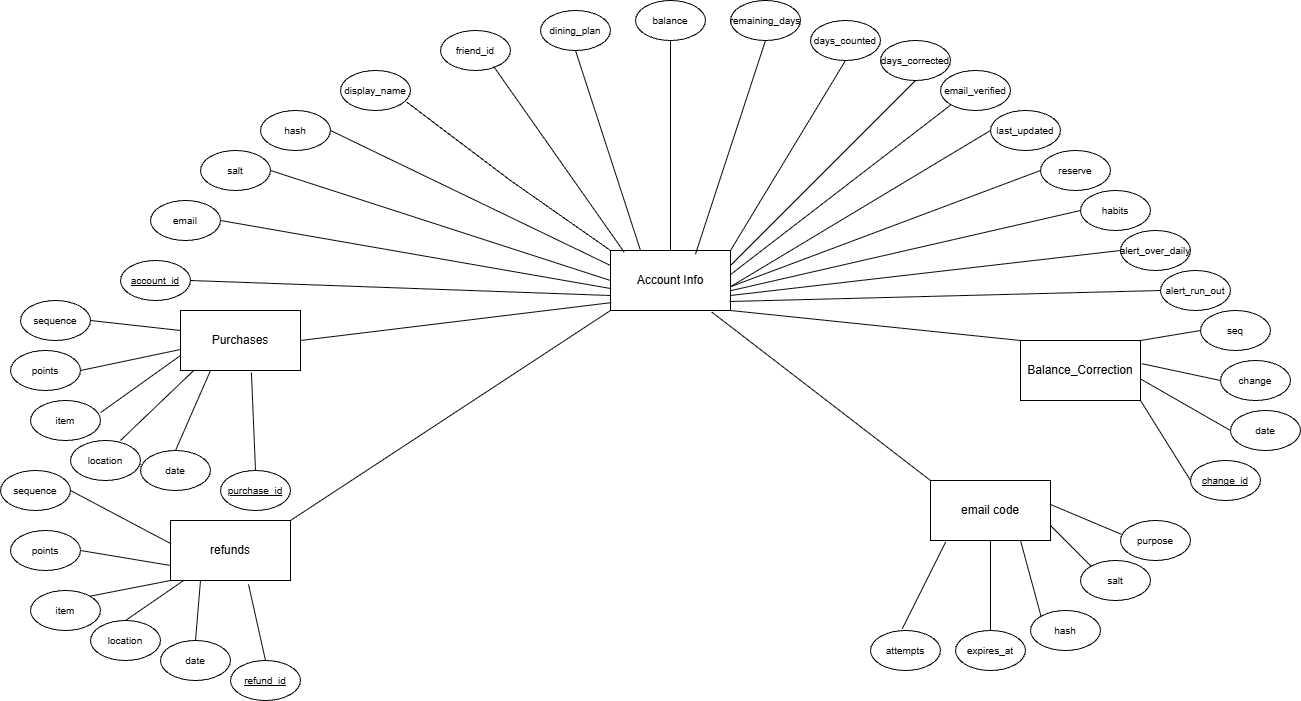 balance
remaining_days
dining_plan
days_counted
friend_id
days_corrected
display_name
email_verified
hash
last_updated
salt
reserve
email
habits
alert_over_daily
account_id
Account Info
alert_run_out
sequence
Purchases
seq
points
Balance_Correction
change
item
date
location
date
purchase_id
change_id
sequence
email code
refunds
points
purpose
salt
item
location
hash
date
attempts
expires_at
refund_id